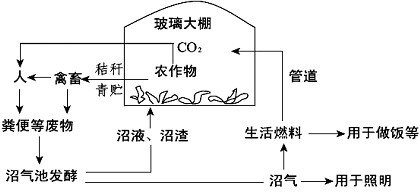 玻璃大棚
CO₂
秸秆
人
禽畜
农作物
青贮
管道
粪便等废物
沼液、沼渣
生活燃料
用于做饭等
沼气池发酵
沼气
用于照明